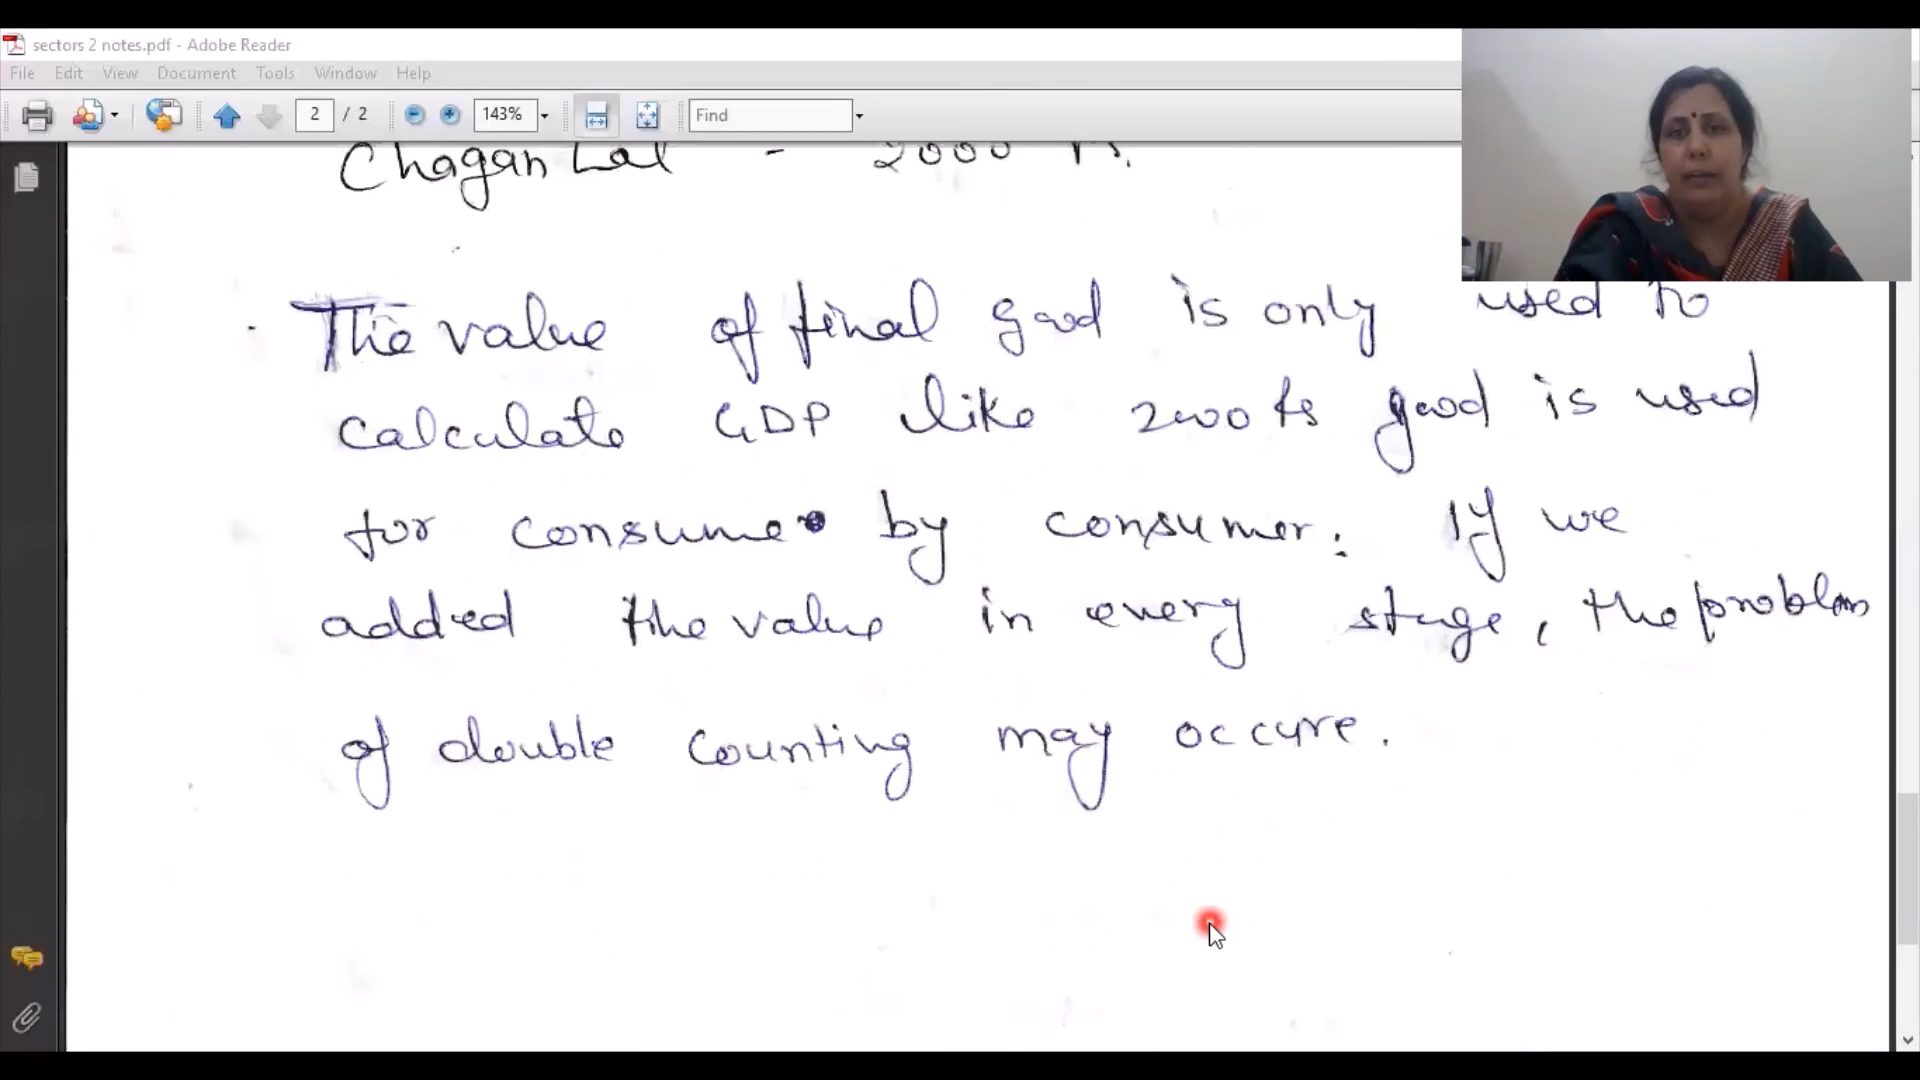 sectors 2 notes.pdf - Adobe Reader
File Edit View Document Tools Window Help
2 / 2 143% Find
Chagan Lal - 2000 Rs.
The value of final good is only used to
calculate GDP like 2000 Rs good is used
for consume by consumer. If we
added the value in every stage, the problem
of double counting may occure.